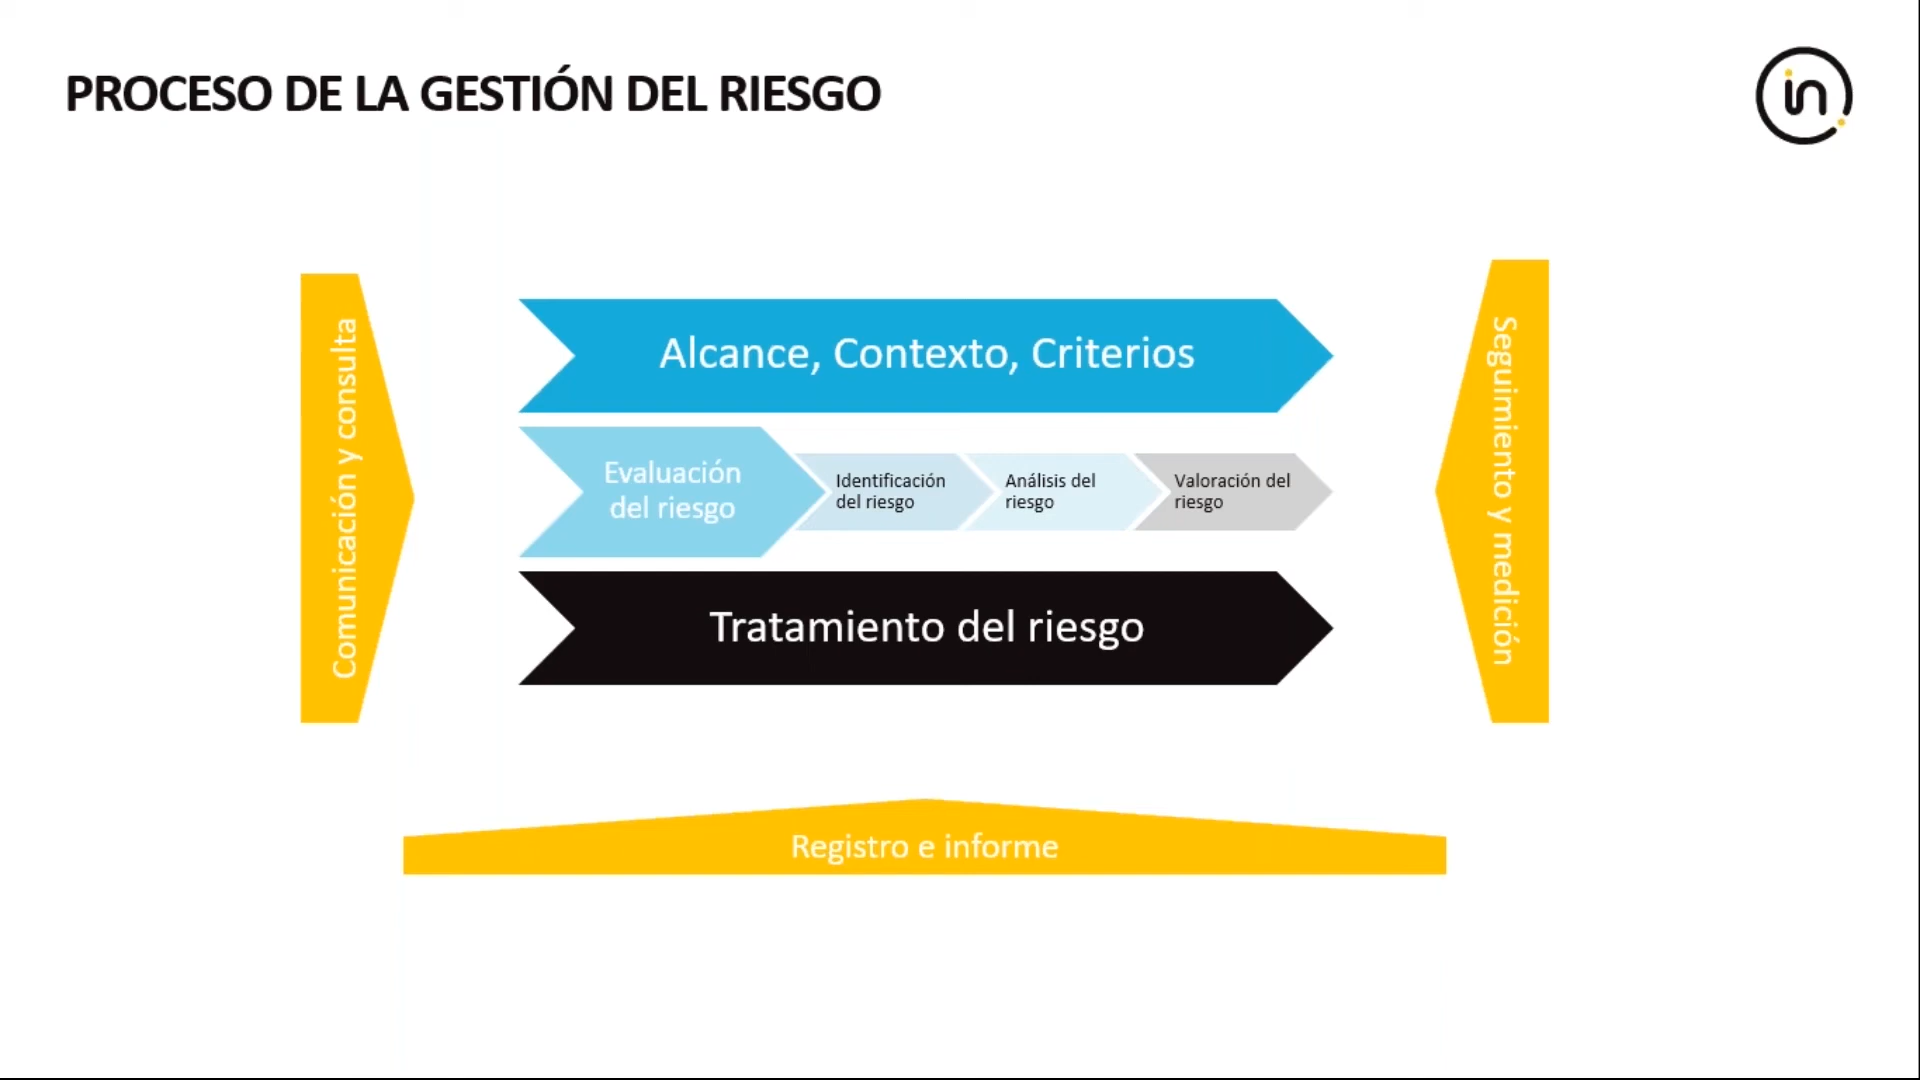 PROCESO DE LA GESTIÓN DEL RIESGO
in
Comunicación y consulta
Alcance, Contexto, Criterios
Evaluación
del riesgo
Identificación
del riesgo
Análisis del
riesgo
Valoración del
riesgo
Tratamiento del riesgo
Seguimiento y medición
Registro e informe